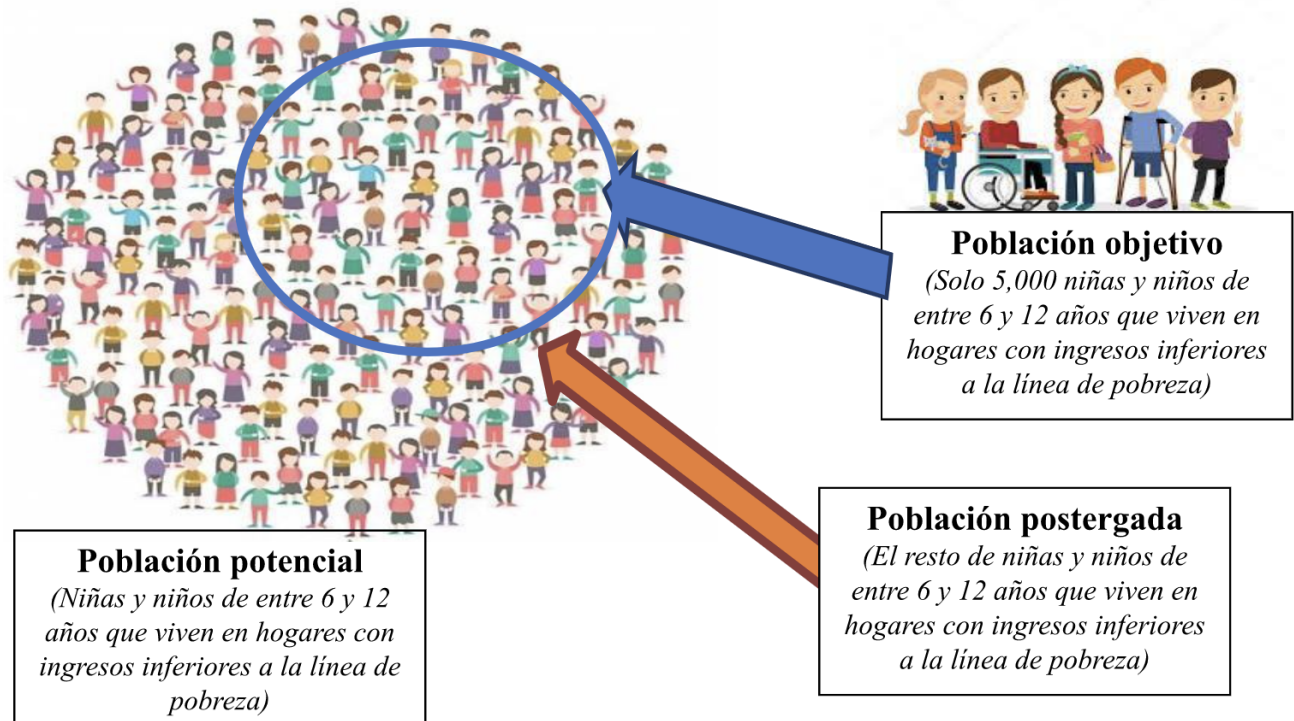 Población objetivo
(Solo 5,000 niñas y niños de
entre 6 y 12 años que viven en
hogares con ingresos inferiores
a la línea de pobreza)
Población postergada
(El resto de niñas y niños de
entre 6 y 12 años que viven en
hogares con ingresos inferiores
a la línea de pobreza)
Población potencial
(Niñas y niños de entre 6 y 12
años que viven en hogares con
ingresos inferiores a la línea de
pobreza)